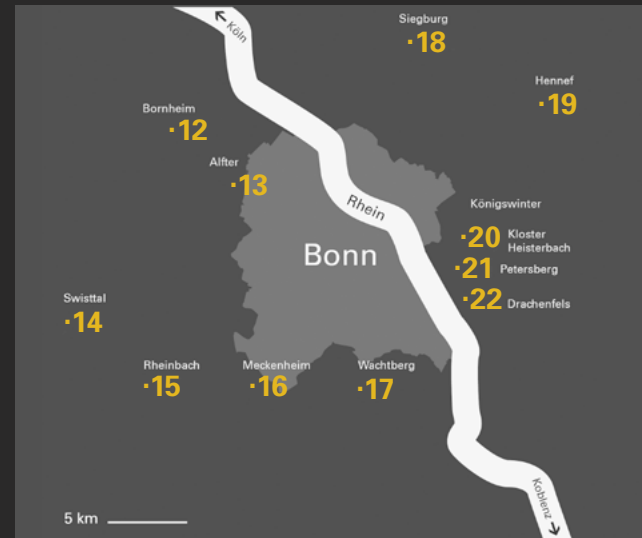 Siegburg
·18
Köln
Hennef
·19
Bornheim
·12
Alfter
·13
Rhein
Königswinter
·20 Kloster
Heisterbach
Bonn
·21 Petersberg
Swisttal
·14
·22 Drachenfels
Rheinbach
·15
Meckenheim
·16
Wachtberg
·17
Koblenz
5 km